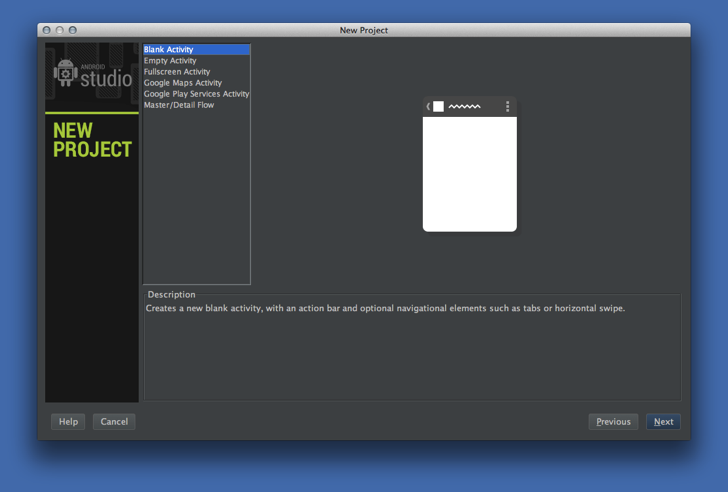 New Project
ANDROID
studio
NEW
PROJECT
Blank Activity
Empty Activity
Fullscreen Activity
Google Maps Activity
Google Play Services Activity
Master/Detail Flow
Description
Creates a new blank activity, with an action bar and optional navigational elements such as tabs or horizontal swipe.
Help
Cancel
Previous
Next